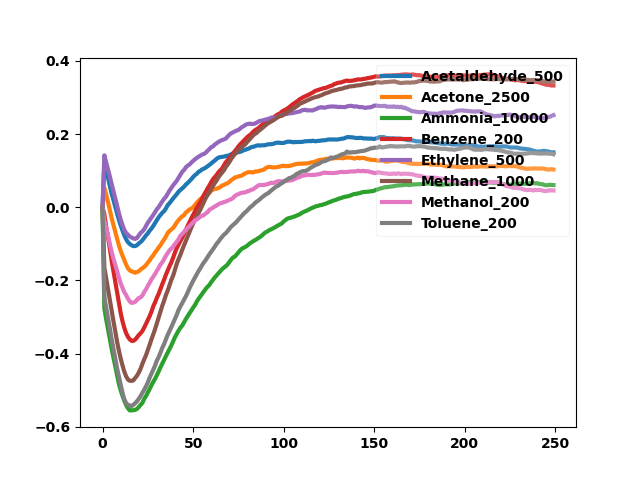 0.4
0.2
0.0
−0.2
−0.4
−0.6
0
50
100
150
200
250
Acetaldehyde_500
Acetone_2500
Ammonia_10000
Benzene_200
Ethylene_500
Methane_1000
Methanol_200
Toluene_200